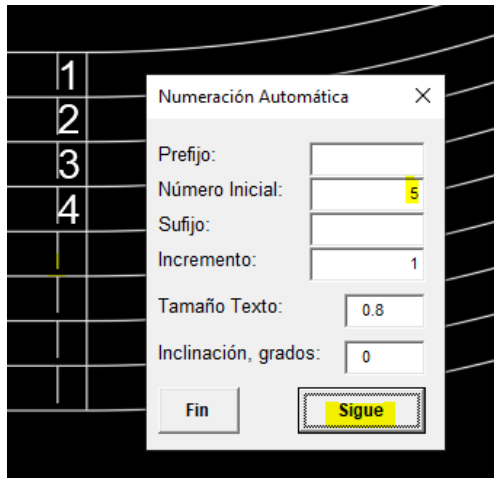 1
2
3
4
Numeración Automática
Prefijo:
Número Inicial: 5
Sufijo:
Incremento: 1
Tamaño Texto: 0.8
Inclinación, grados: 0
Fin Sigue